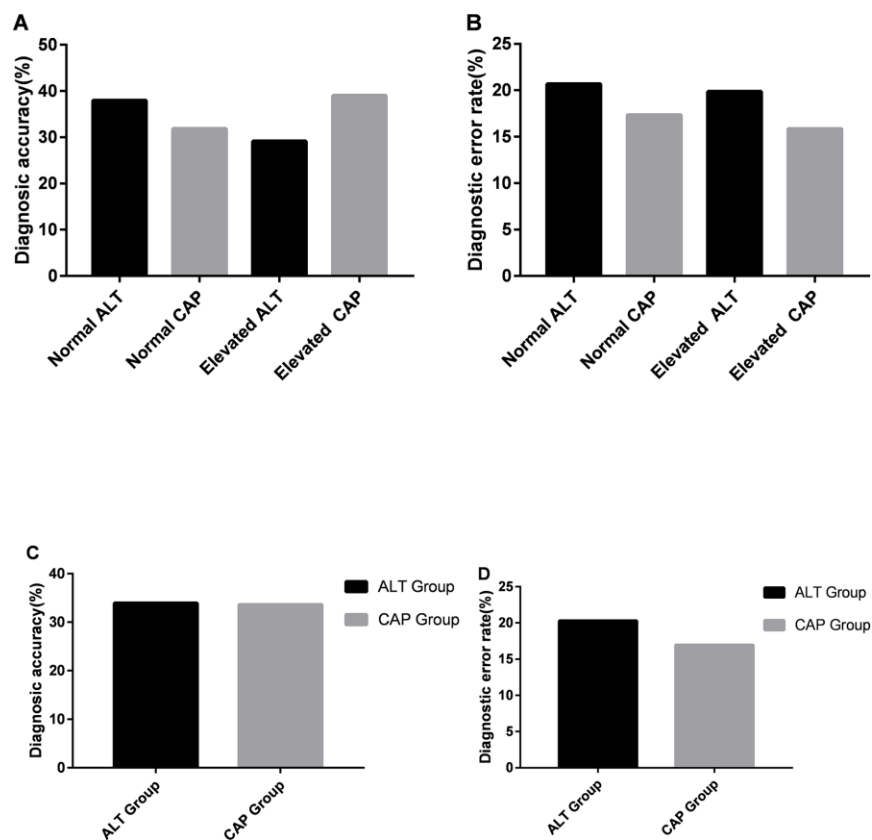 A
Diagnosic accuracy(%)
50
40
30
20
10
0
Normal ALT
Normal CAP
Elevated ALT
Elevated CAP
B
Diagnostic error rate(%)
25
20
15
10
5
0
Normal ALT
Normal CAP
Elevated ALT
Elevated CAP
C
Diagnosic accuracy(%)
40
30
20
10
0
ALT Group
CAP Group
ALT Group
CAP Group
D
Diagnostic error rate(%)
25
20
15
10
5
0
ALT Group
CAP Group
ALT Group
CAP Group